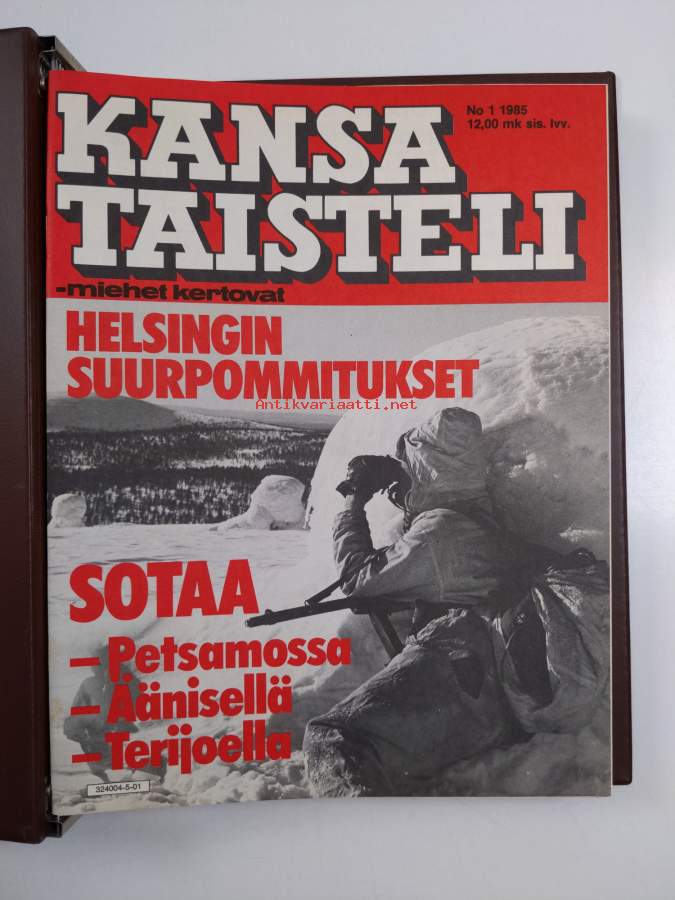 KANSA
No 1 1985
12,00 mk sis. lvv.
TAISTELI
-miehet kertovat
HELSINGIN
SUURPOMMITUKSET
Antikvariaatti.net
SOTAA
– Petsamossa
– Äänisellä
– Terijoella
324004-5-01